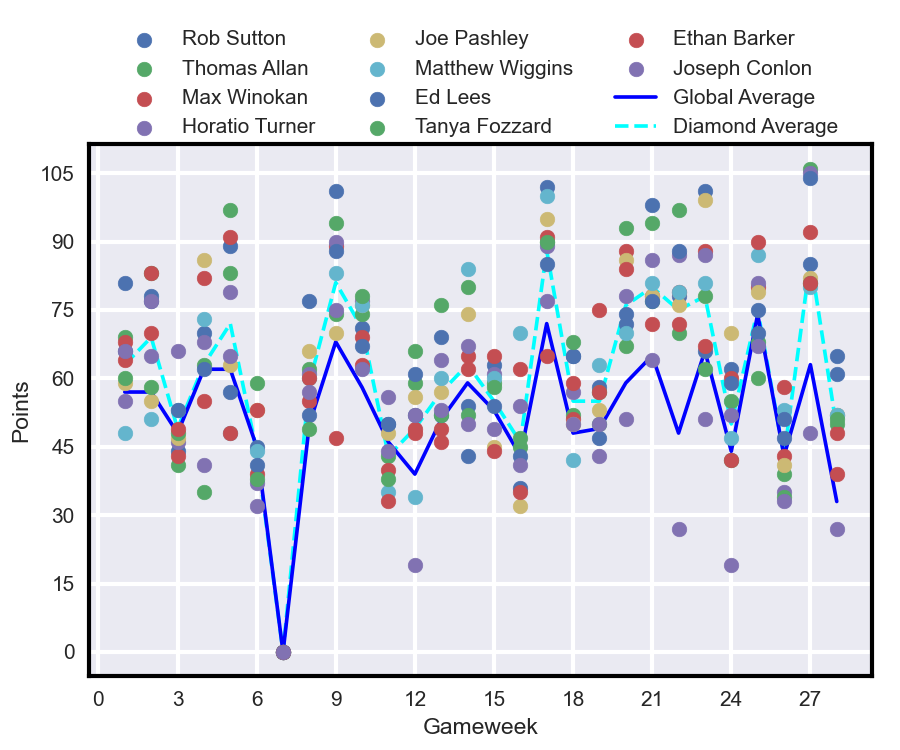 Rob Sutton Joe Pashley Ethan Barker
Thomas Allan Matthew Wiggins Joseph Conlon
Max Winokan Ed Lees Global Average
Horatio Turner Tanya Fozzard Diamond Average
105
90
75
60
45
30
15
0
Points
0 3 6 9 12 15 18 21 24 27
Gameweek